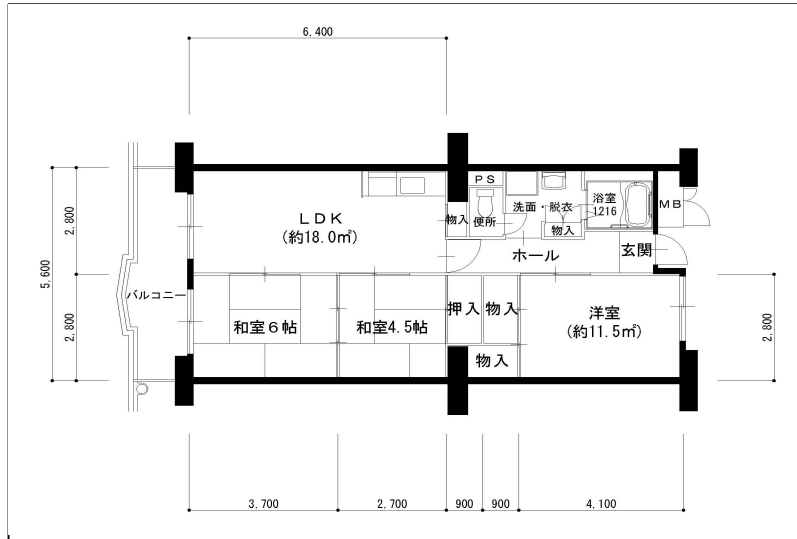 6,400
PS
浴室
1216
MB
物入
便所
洗面・脱衣
物入
LDK
(約18.0㎡)
ホール
玄関
2,800
5,600
2,800
バルコニー
和室6帖
和室4.5帖
押入
物入
物入
洋室
(約11.5㎡)
2,800
3,700
2,700
900
900
4,100